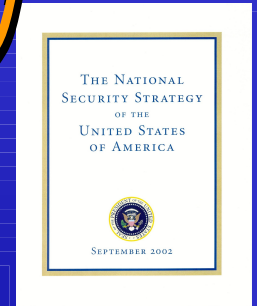 THE NATIONAL
SECURITY STRATEGY
OF THE
UNITED STATES
OF AMERICA
SEPTEMBER 2002